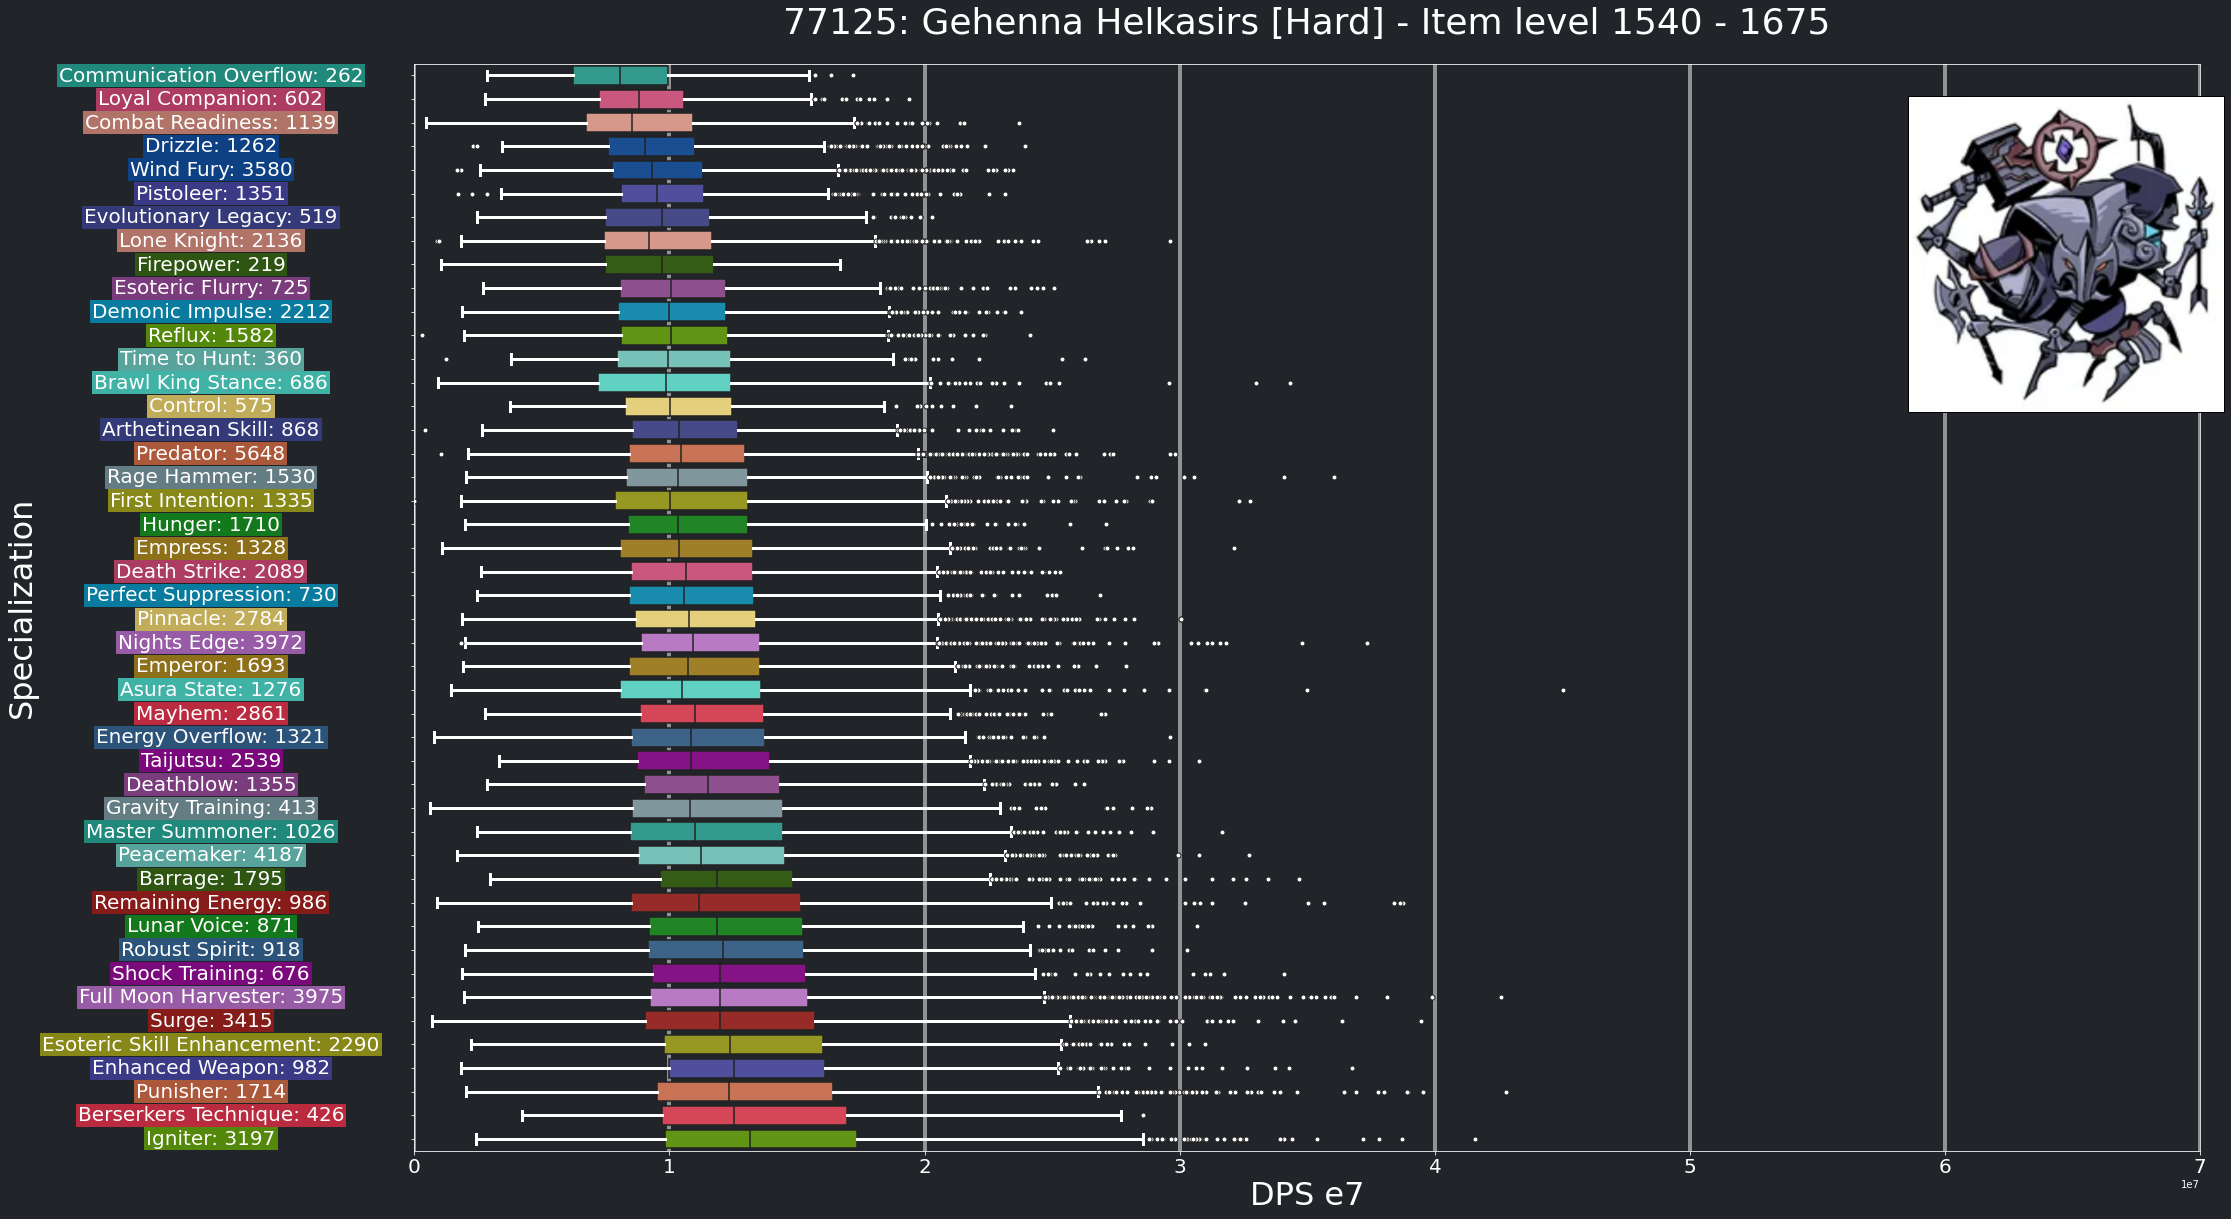 77125: Gehenna Helkasirs [Hard] - Item level 1540 - 1675
Communication Overflow: 262
Loyal Companion: 602
Combat Readiness: 1139
Drizzle: 1262
Wind Fury: 3580
Pistoleer: 1351
Evolutionary Legacy: 519
Lone Knight: 2136
Firepower: 219
Esoteric Flurry: 725
Demonic Impulse: 2212
Reflux: 1582
Time to Hunt: 360
Brawl King Stance: 686
Control: 575
Arthetinean Skill: 868
Predator: 5648
Rage Hammer: 1530
First Intention: 1335
Hunger: 1710
Empress: 1328
Death Strike: 2089
Perfect Suppression: 730
Pinnacle: 2784
Nights Edge: 3972
Emperor: 1693
Asura State: 1276
Mayhem: 2861
Energy Overflow: 1321
Taijutsu: 2539
Deathblow: 1355
Gravity Training: 413
Master Summoner: 1026
Peacemaker: 4187
Barrage: 1795
Remaining Energy: 986
Lunar Voice: 871
Robust Spirit: 918
Shock Training: 676
Full Moon Harvester: 3975
Surge: 3415
Esoteric Skill Enhancement: 2290
Enhanced Weapon: 982
Punisher: 1714
Berserkers Technique: 426
Igniter: 3197
Specialization
0 1 2 3 4 5 6 7
1e7
DPS e7